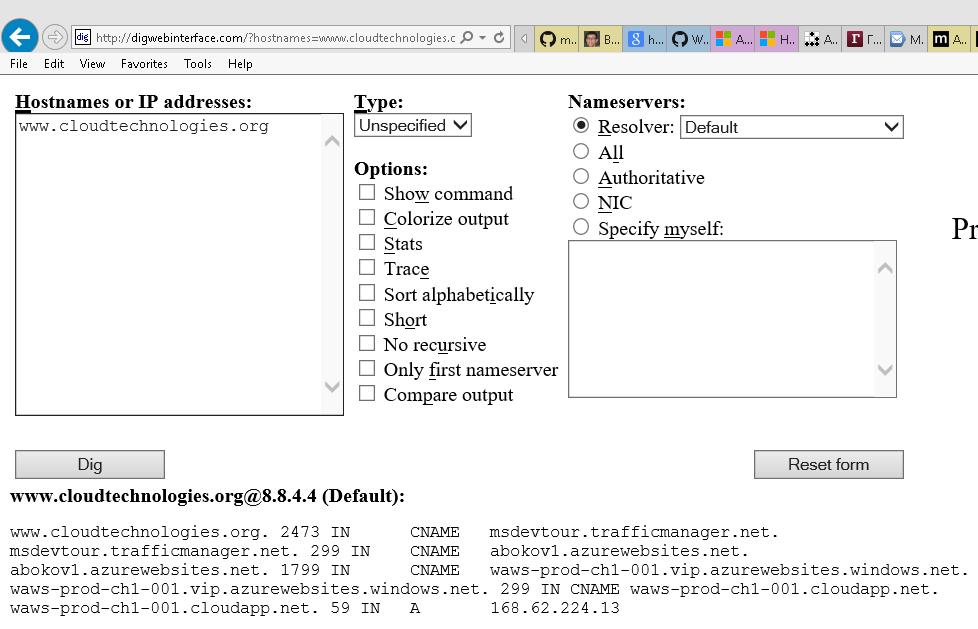 http://digwebinterface.com/?hostnames=www.cloudtechnologies.c
m..
B...
h...
W..
A...
H..
A..
Г...
M.
A..
File Edit View Favorites Tools Help
Hostnames or IP addresses:
www.cloudtechnologies.org
Type:
Unspecified
Options:
Show command
Colorize output
Stats
Trace
Sort alphabetically
Short
No recursive
Only first nameserver
Compare output
Nameservers:
Resolver: Default
All
Authoritative
NIC
Specify myself:
Pr
Dig
Reset form
www.cloudtechnologies.org@8.8.4.4 (Default):
www.cloudtechnologies.org. 2473 IN CNAME msdevtour.trafficmanager.net.
msdevtour.trafficmanager.net. 299 IN CNAME abokov1.azurewebsites.net.
abokov1.azurewebsites.net. 1799 IN CNAME waws-prod-ch1-001.vip.azurewebsites.windows.net.
waws-prod-ch1-001.vip.azurewebsites.windows.net. 299 IN CNAME waws-prod-ch1-001.cloudapp.net.
waws-prod-ch1-001.cloudapp.net. 59 IN A 168.62.224.13